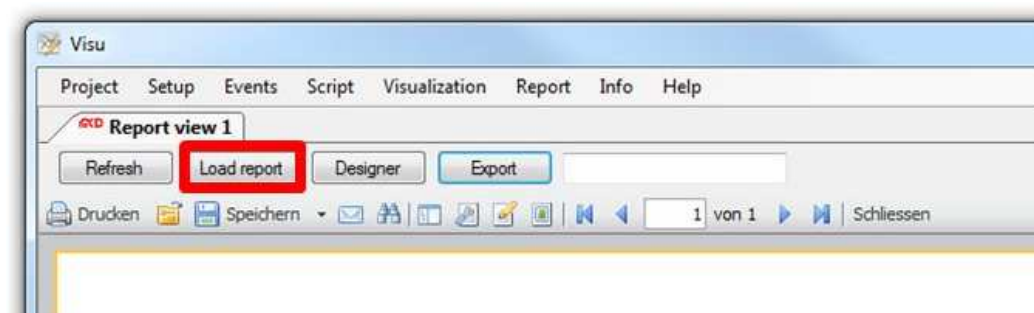 Visu
Project Setup Events Script Visualization Report Info Help
GKD Report view 1
Refresh Load report Designer Export
Drucken Speichern 1 von 1 Schliessen